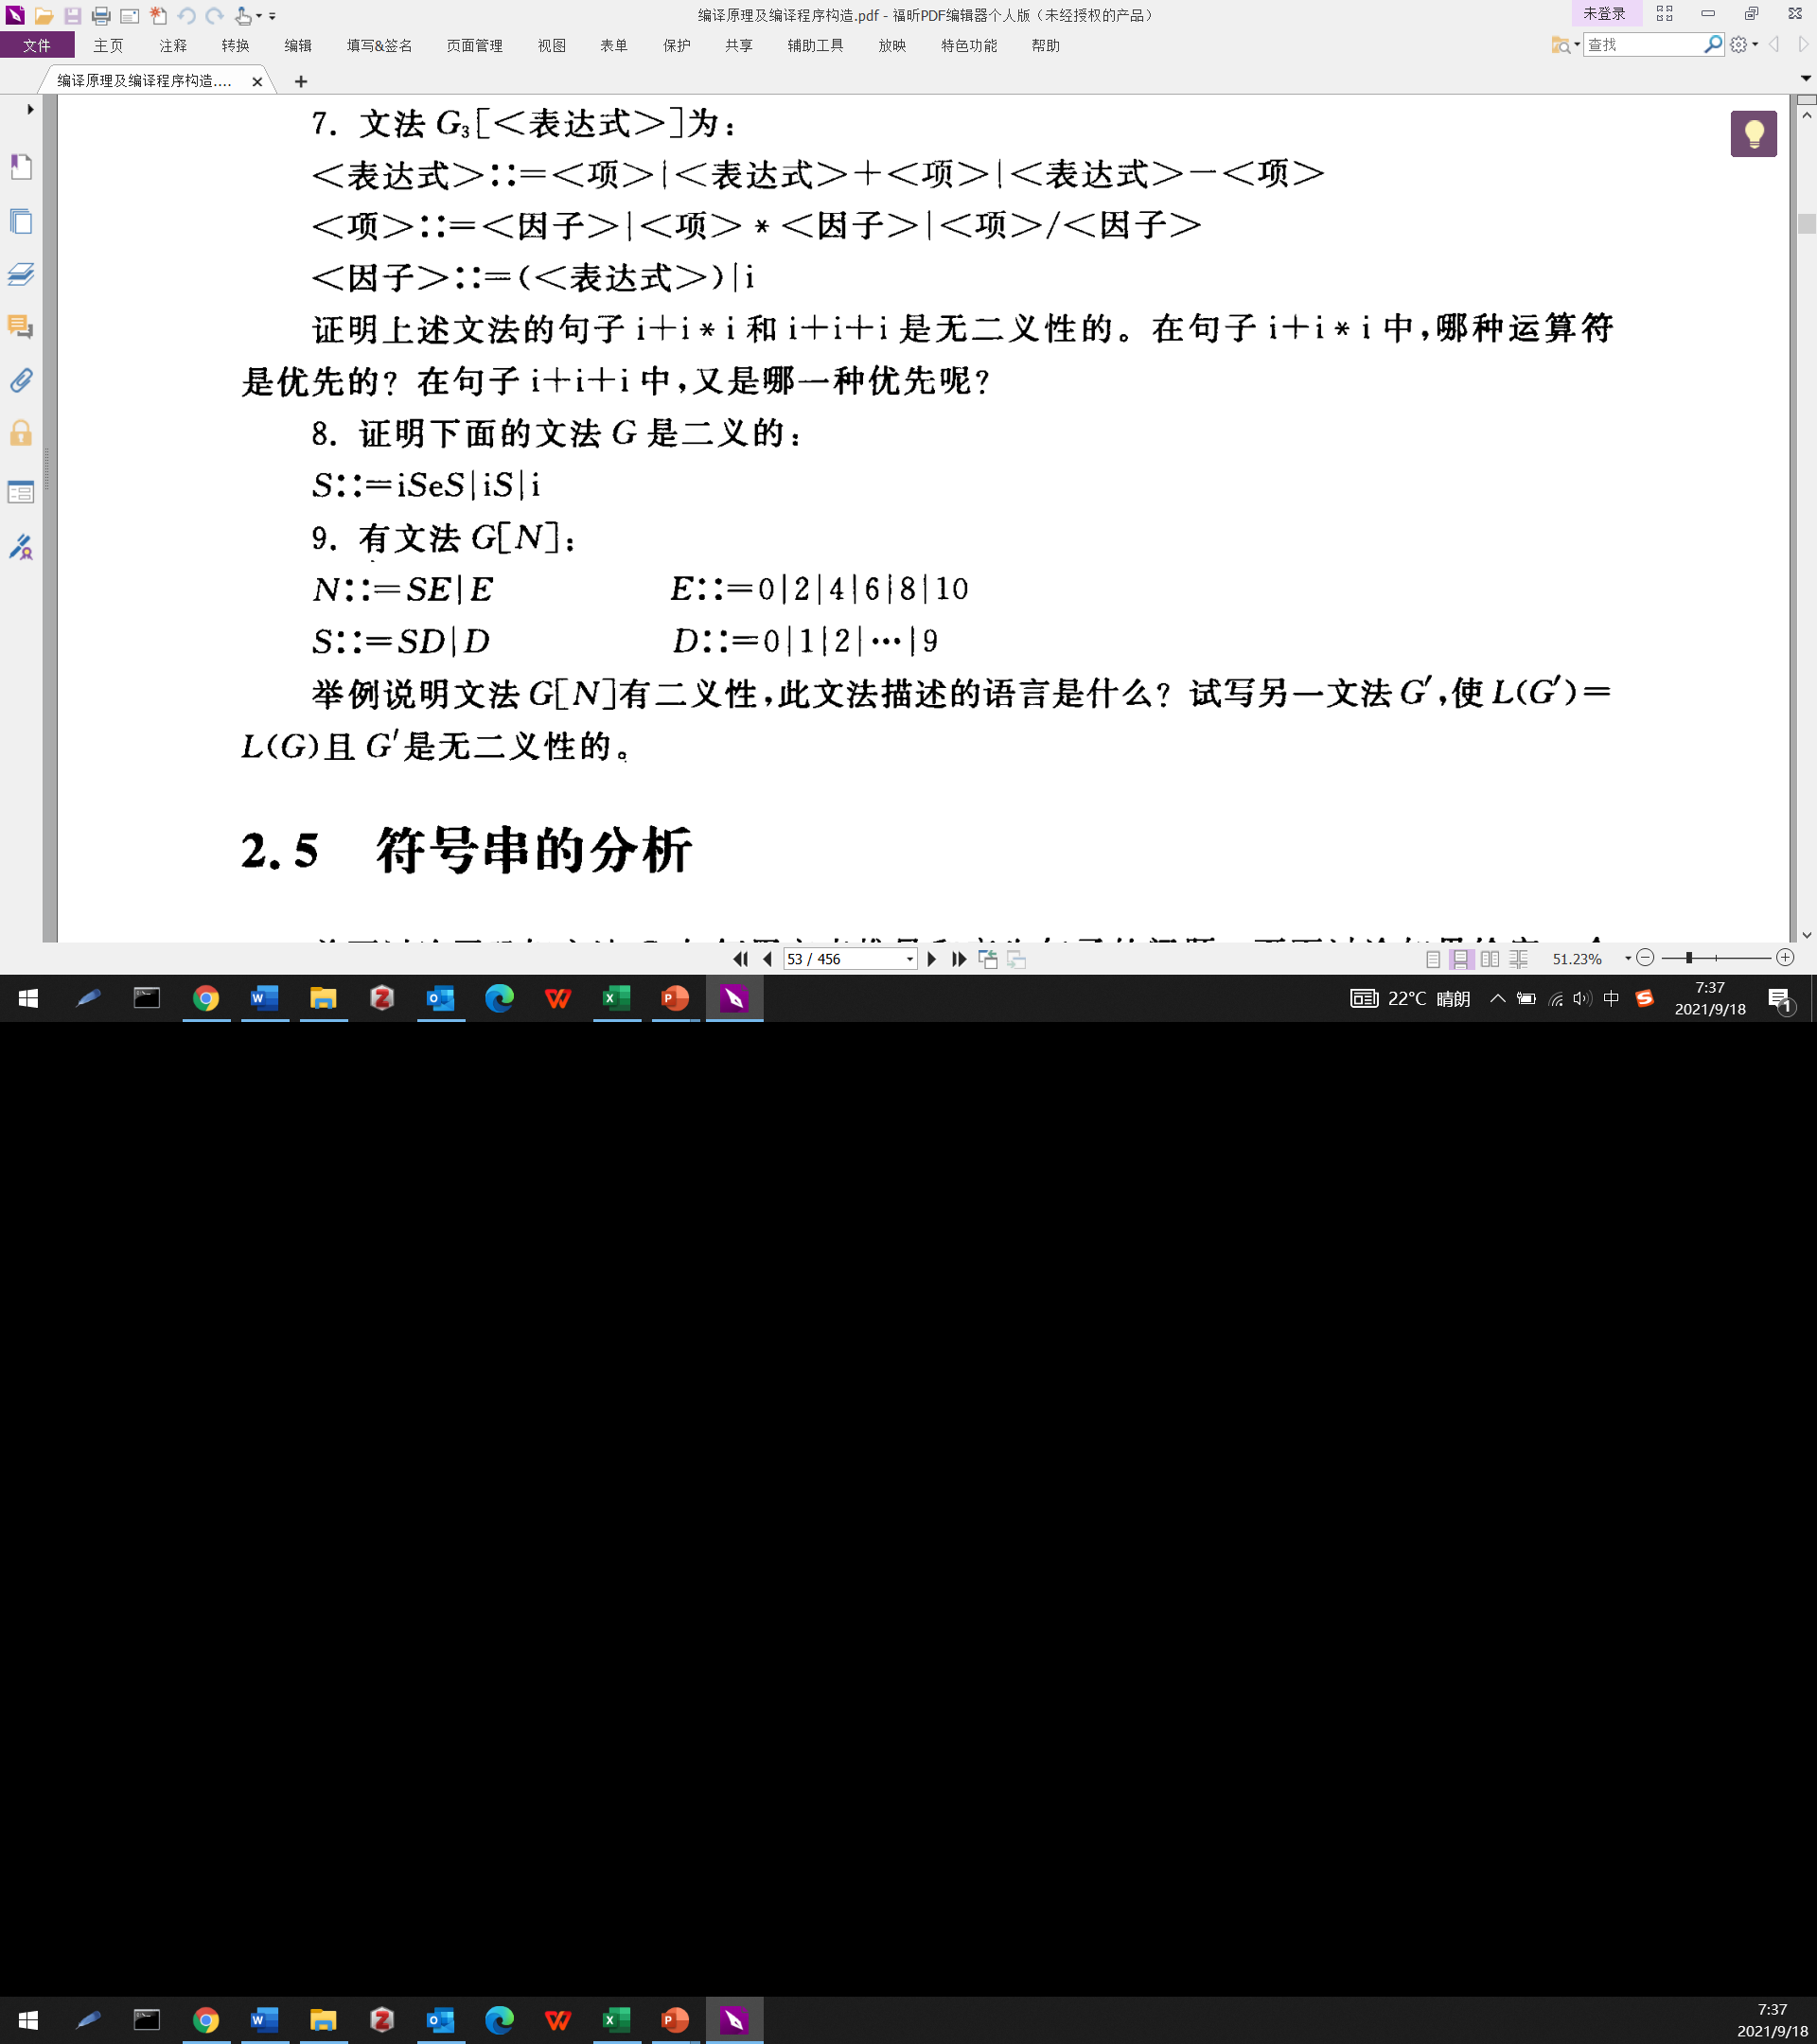 编译原理及编译程序构造.pdf - 福昕PDF编辑器个人版（未经授权的产品）
未登录
文件 主页 注释 转换 编辑 填写&签名 页面管理 视图 表单 保护 共享 辅助工具 放映 特色功能 帮助
查找
编译原理及编译程序构造....
7. 文法 G₃[<表达式>]为：
<表达式>∷=<项>|<表达式>+<项>|<表达式>-<项>
<项>∷=<因子>|<项>*<因子>|<项>/<因子>
<因子>∷=(<表达式>)|i
证明上述文法的句子 i+i*i 和 i+i+i 是无二义性的。在句子 i+i*i 中,哪种运算符
是优先的？在句子 i+i+i 中,又是哪一种优先呢？
8. 证明下面的文法 G 是二义的：
S∷=iSeS|iS|i
9. 有文法 G[N]：
N∷=SE|E E∷=0|2|4|6|8|10
S∷=SD|D D∷=0|1|2|…|9
举例说明文法 G[N]有二义性,此文法描述的语言是什么？试写另一文法 G′,使 L(G′)=
L(G)且 G′是无二义性的。
2.5 符号串的分析
53 / 456
51.23%
22°C 晴朗
中
7:37
2021/9/18
1
7:37
2021/9/18